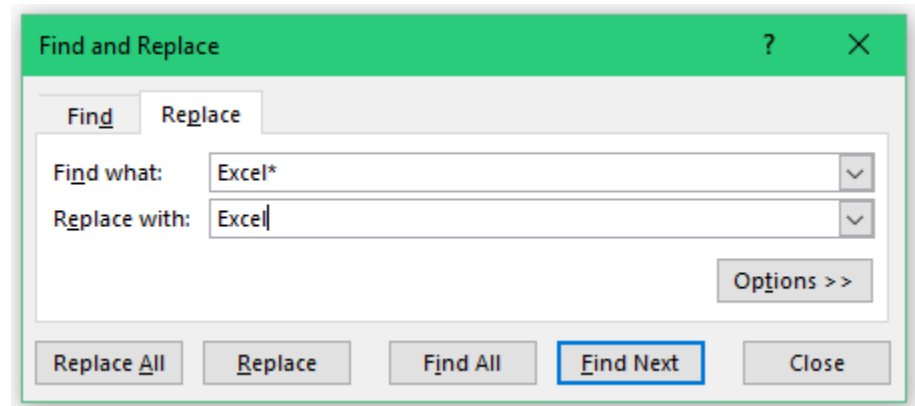 Find and Replace ?
Find Replace
Find what: Excel*
Replace with: Excel
Options >>
Replace All Replace Find All Find Next Close